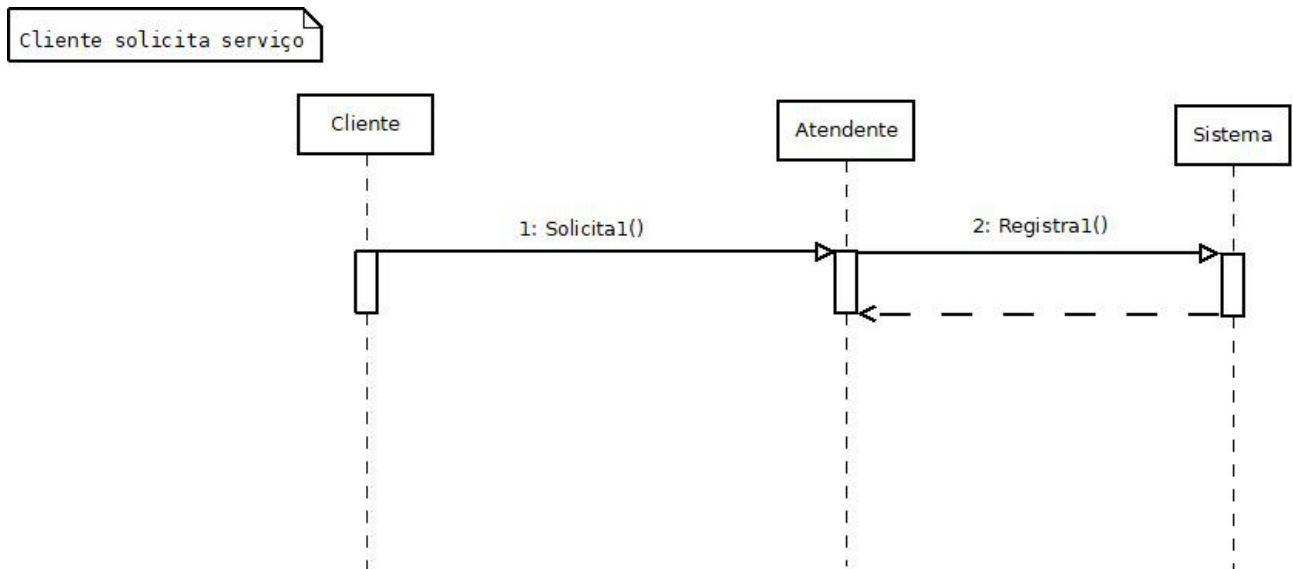 Cliente solicita serviço
Cliente
Atendente
Sistema
1: Solicita1()
2: Registra1()